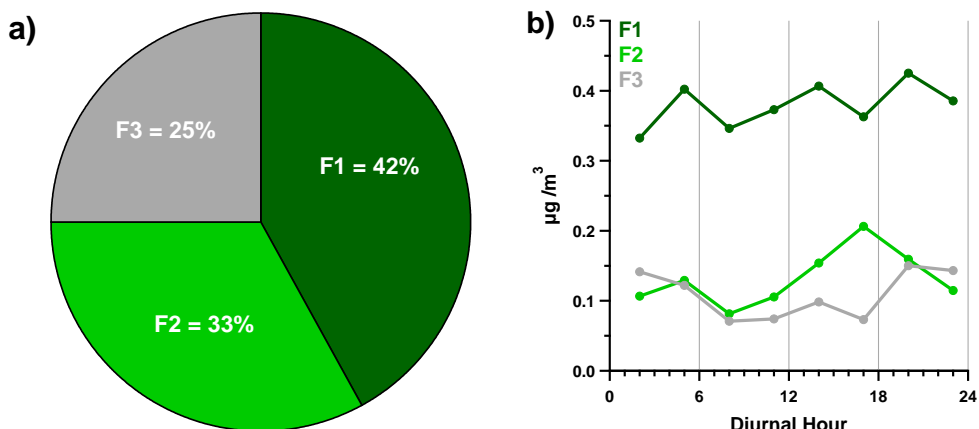 a)
F3 = 25%
F1 = 42%
F2 = 33%
b)
F1
F2
F3
0.5
0.4
0.3
0.2
0.1
0.0
µg /m³
0 6 12 18 24
Diurnal Hour